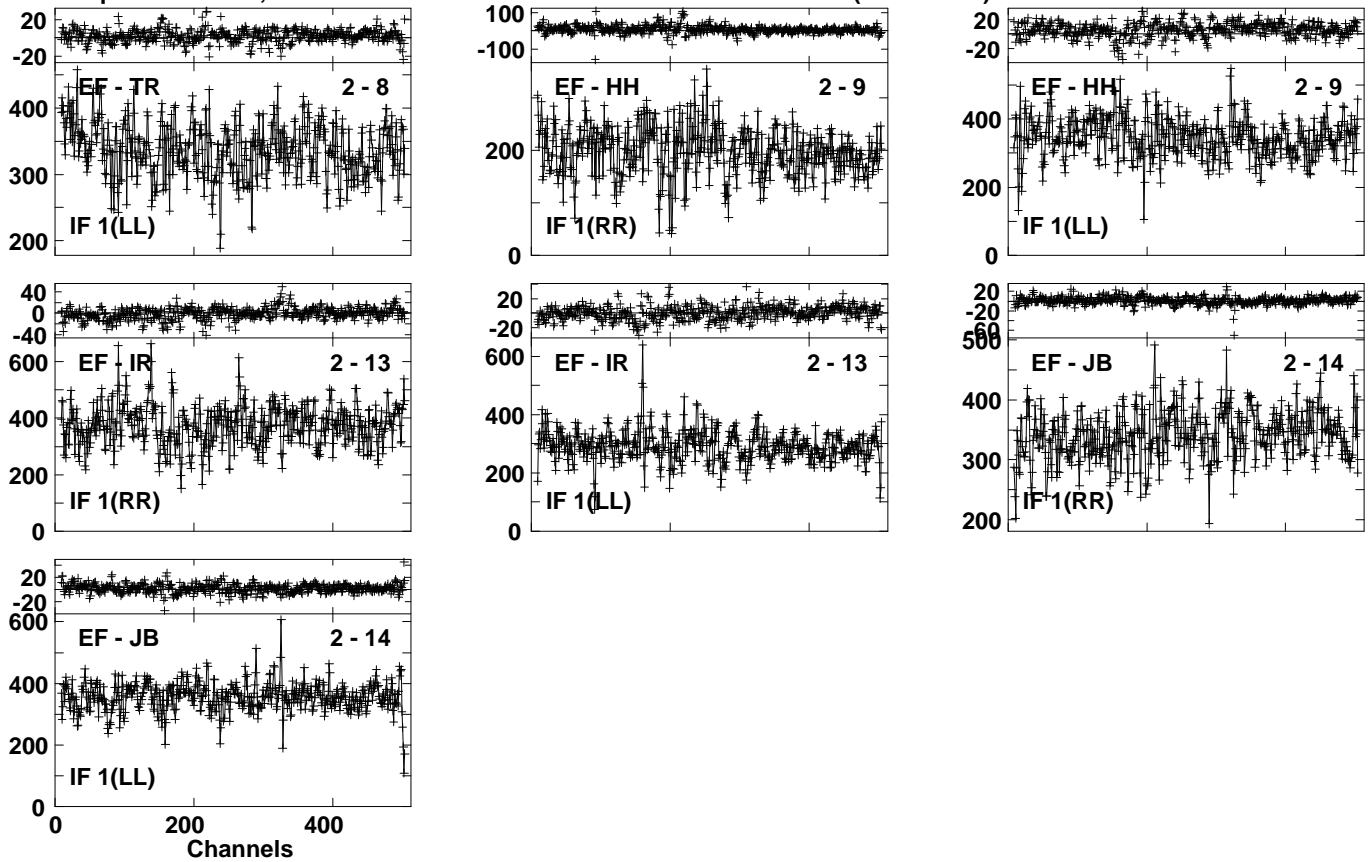 20
-20
EF - TR 2 - 8
400
300
200
IF 1(LL)
100
-100
EF - HH 2 - 9
200
0
IF 1(RR)
20
-20
EF - HH 2 - 9
400
200
0
IF 1(LL)
40
0
-40
EF - IR 2 - 13
600
400
200
0
IF 1(RR)
20
-20
EF - IR 2 - 13
600
400
200
0
IF 1(LL)
20
-20
-60
EF - JB 2 - 14
500
400
300
200
IF 1(RR)
20
-20
EF - JB 2 - 14
600
400
200
0
IF 1(LL)
0 200 400
Channels